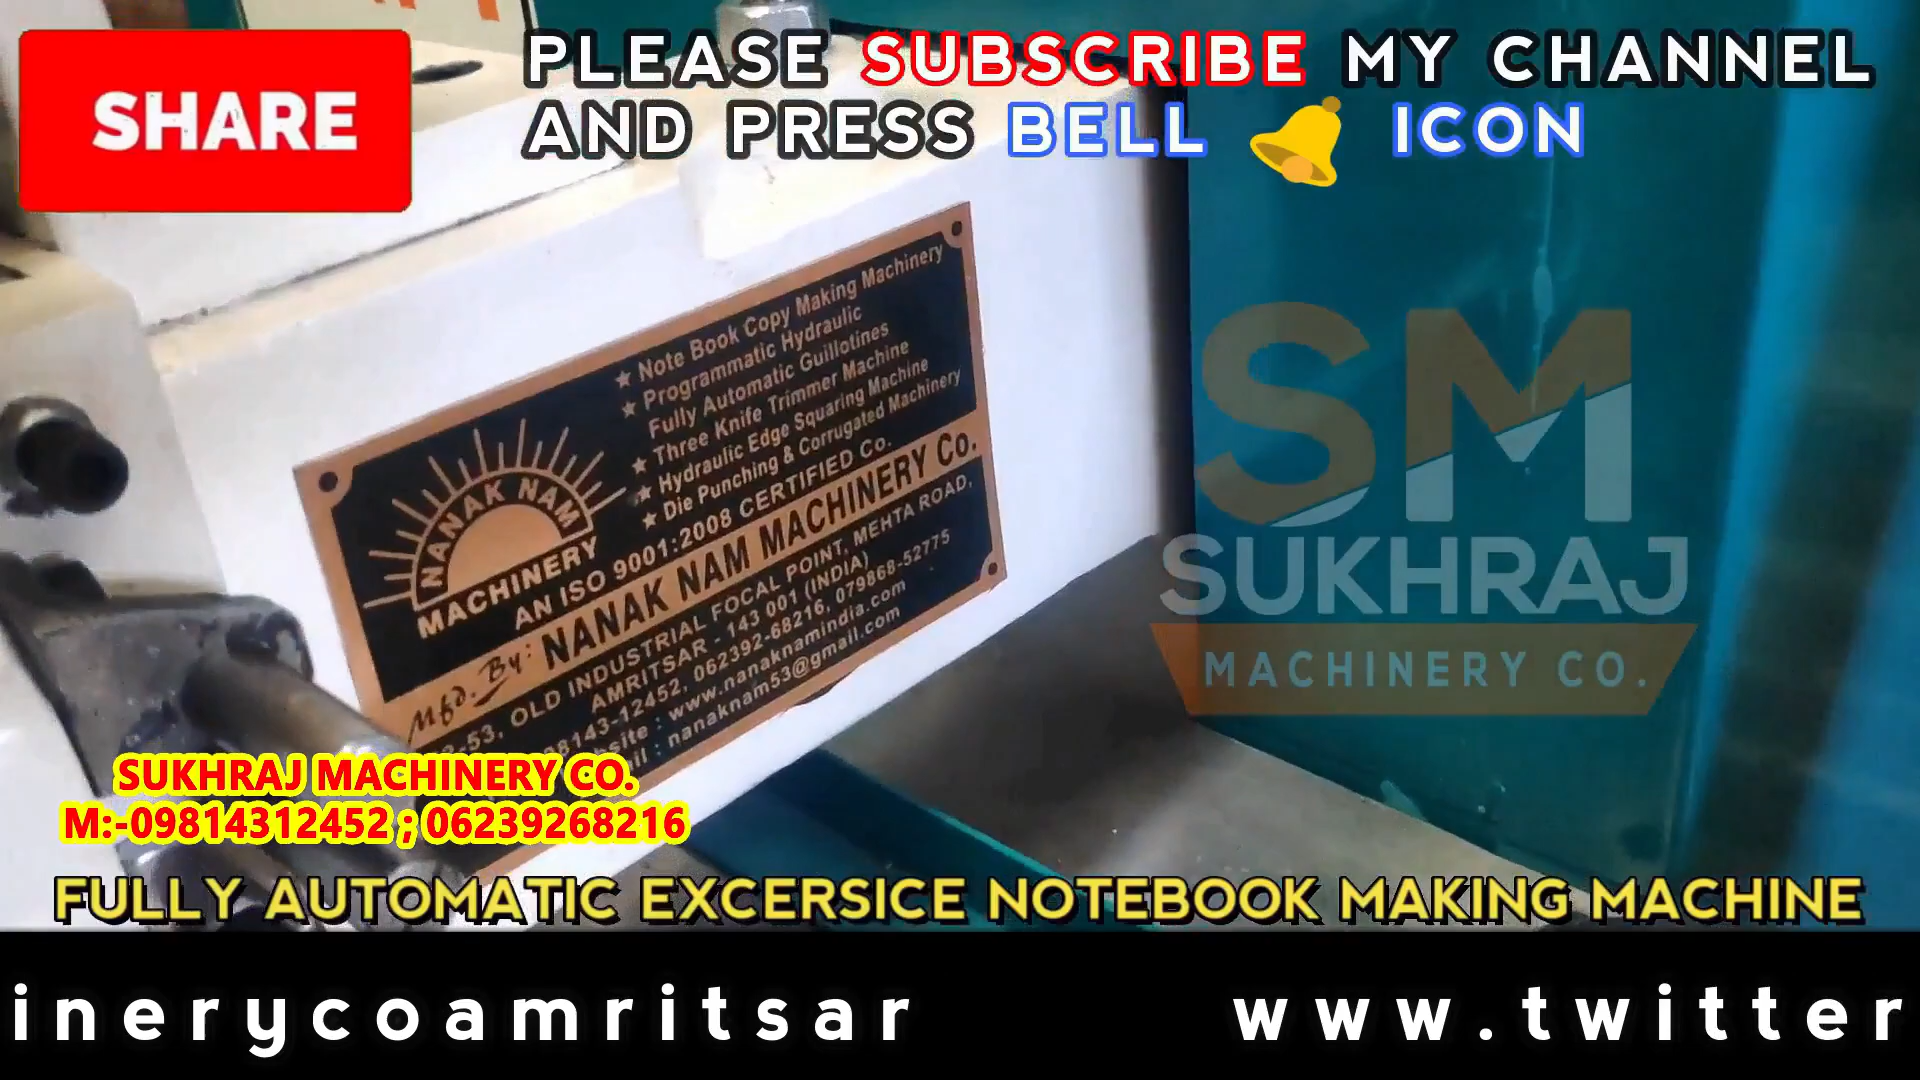 SHARE
PLEASE SUBSCRIBE MY CHANNEL
AND PRESS BELL ICON
★ Note Book Copy Making Machinery
★ Programmatic Hydraulic
Fully Automatic Guillotines
★ Three Knife Trimmer Machine
★ Hydraulic Edge Squaring Machine
★ Die Punching & Corrugated Machinery
NANAK NAM
MACHINERY
AN ISO 9001:2008 CERTIFIED CO.
Mfd. By: NANAK NAM MACHINERY Co.
-53, OLD INDUSTRIAL FOCAL POINT, MEHTA ROAD,
AMRITSAR - 143 001 (INDIA)
98143-12452, 062392-68216, 079868-52775
site : www.nanaknamindia.com
il : nanaknam53@gmail.com
SM
SUKHRAJ
MACHINERY CO.
SUKHRAJ MACHINERY CO.
M:-09814312452 ; 06239268216
FULLY AUTOMATIC EXCERSICE NOTEBOOK MAKING MACHINE
inerycoamritsar www.twitter